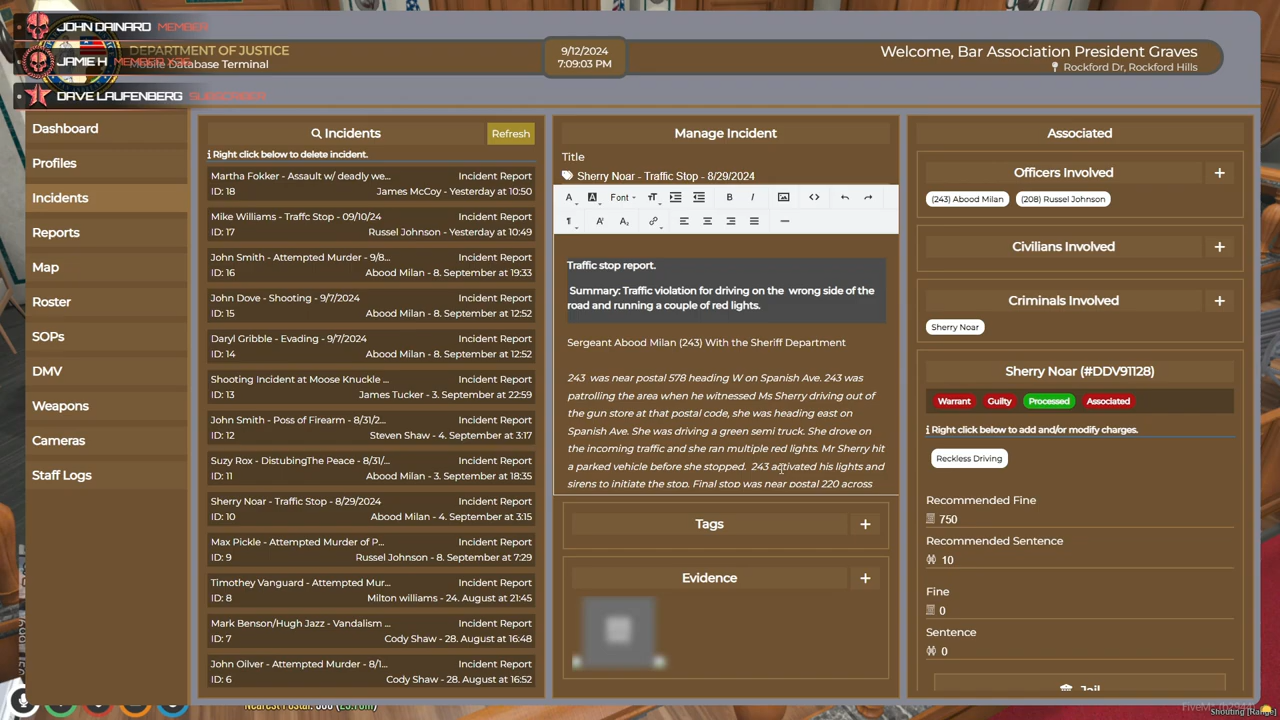 JOHN DAINARD MEMBER
JAMIE H MEMBER
DAVE LAUFENBERG SUBSCRIBER
DEPARTMENT OF JUSTICE
Mobile Database Terminal
9/12/2024
7:09:03 PM
Welcome, Bar Association President Graves
Rockford Dr, Rockford Hills
Dashboard
Profiles
Incidents
Reports
Map
Roster
SOPs
DMV
Weapons
Cameras
Staff Logs
Incidents
Refresh
Right click below to delete incident.
Martha Fokker - Assault w/ deadly we... Incident Report
ID: 18 James McCoy - Yesterday at 10:50
Mike Williams - Traffc Stop - 09/10/24 Incident Report
ID: 17 Russel Johnson - Yesterday at 10:49
John Smith - Attempted Murder - 9/8... Incident Report
ID: 16 Abood Milan - 8. September at 19:33
John Dove - Shooting - 9/7/2024 Incident Report
ID: 15 Abood Milan - 8. September at 12:52
Daryl Gribble - Evading - 9/7/2024 Incident Report
ID: 14 Abood Milan - 8. September at 12:52
Shooting Incident at Moose Knuckle ... Incident Report
ID: 13 James Tucker - 3. September at 22:59
John Smith - Poss of Firearm - 8/31/2... Incident Report
ID: 12 Steven Shaw - 4. September at 3:17
Suzy Rox - DistubingThe Peace - 8/31/... Incident Report
ID: 11 Abood Milan - 3. September at 18:35
Sherry Noar - Traffic Stop - 8/29/2024 Incident Report
ID: 10 Abood Milan - 4. September at 3:15
Max Pickle - Attempted Murder of P... Incident Report
ID: 9 Russel Johnson - 8. September at 7:29
Timothey Vanguard - Attempted Mur... Incident Report
ID: 8 Milton williams - 24. August at 21:45
Mark Benson/Hugh Jazz - Vandalism ... Incident Report
ID: 7 Cody Shaw - 28. August at 16:48
John Oilver - Attempted Murder - 8/1... Incident Report
ID: 6 Cody Shaw - 28. August at 16:52
Manage Incident
Title
Sherry Noar - Traffic Stop - 8/29/2024
Font
Traffic stop report.
Summary: Traffic violation for driving on the wrong side of the
road and running a couple of red lights.
Sergeant Abood Milan (243) With the Sheriff Department
243 was near postal 578 heading W on Spanish Ave. 243 was
patrolling the area when he witnessed Ms Sherry driving out of
the gun store at that postal code, she was heading east on
Spanish Ave. She was driving a green semi truck. She drove on
the incoming traffic and she ran multiple red lights. Mr Sherry hit
a parked vehicle before she stopped. 243 activated his lights and
sirens to initiate the stop. Final stop was near postal 220 across
Tags
Evidence
Associated
Officers Involved
(243) Abood Milan (208) Russel Johnson
Civilians Involved
Criminals Involved
Sherry Noar
Sherry Noar (#DDV91128)
Warrant Guilty Processed Associated
Right click below to add and/or modify charges.
Reckless Driving
Recommended Fine
750
Recommended Sentence
10
Fine
0
Sentence
0
Jail
Shouting [Range]